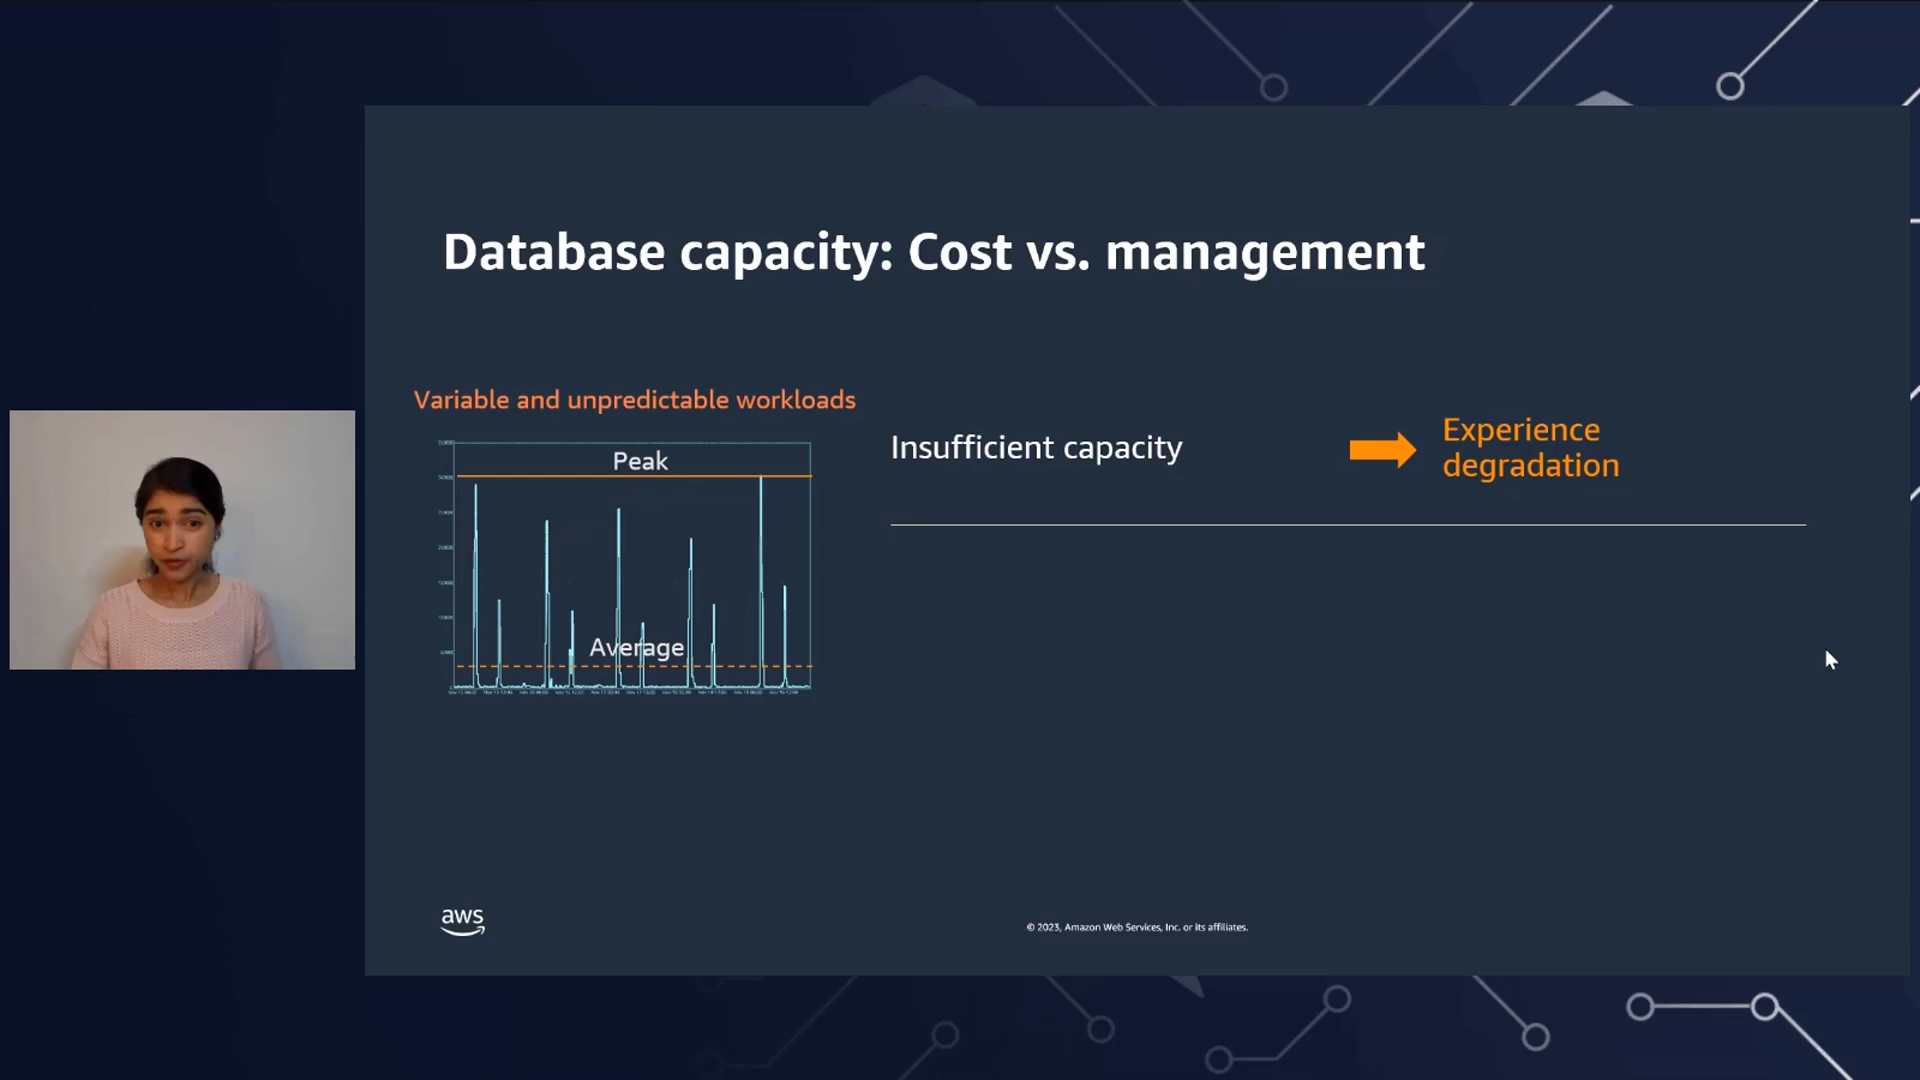 Database capacity: Cost vs. management
Variable and unpredictable workloads
Peak
Average
Insufficient capacity
Experience
degradation
aws
© 2023, Amazon Web Services, Inc. or its affiliates.